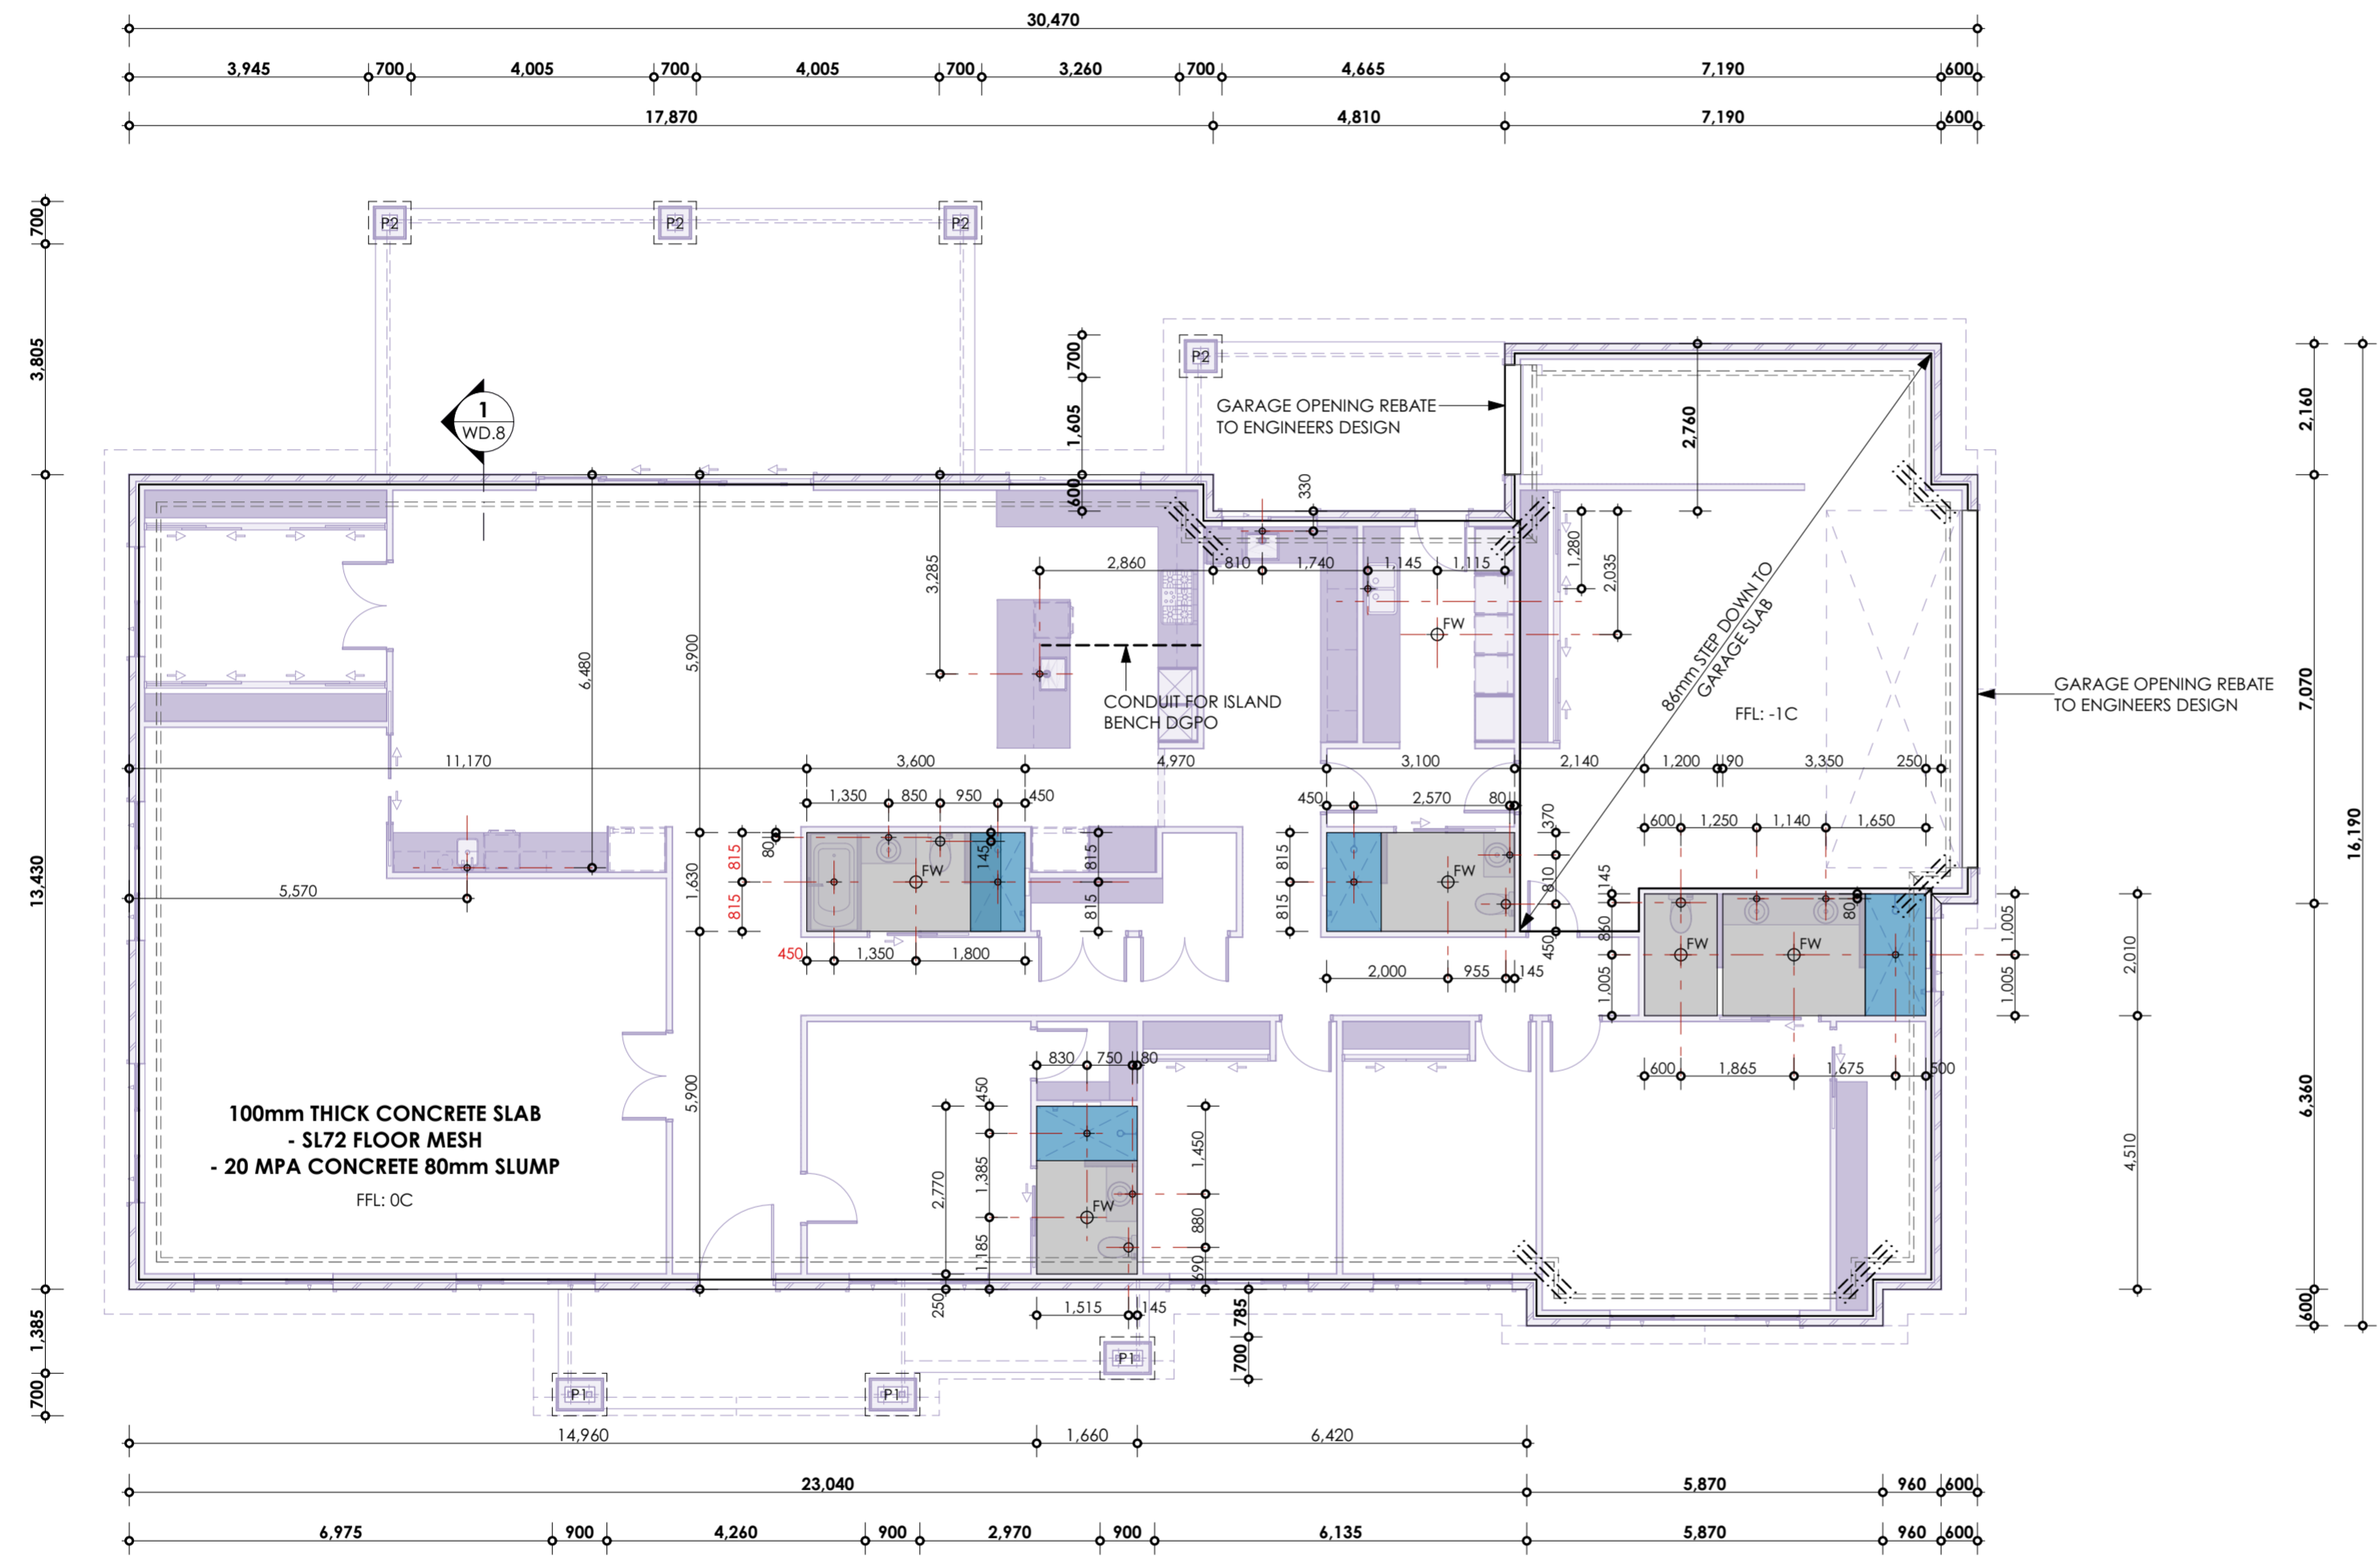 30,470
3,945 700 4,005 700 4,005 700 3,260 700 4,665 7,190 600
17,870 4,810 7,190 600
700
3,805
13,430
1,385
700
P2 P2 P2
P2
1
WD.8
700
1,605
600
GARAGE OPENING REBATE
TO ENGINEERS DESIGN
330
2,760
2,160
7,070
6,360
600
16,190
3,285
2,860 810 1,740 1,145 1,115
1,280
2,035
FW
6,480
5,900
CONDUIT FOR ISLAND
BENCH DGPO
86mm STEP DOWN TO
GARAGE SLAB
FFL: -1C
GARAGE OPENING REBATE
TO ENGINEERS DESIGN
11,170 3,600 4,970 3,100 2,140 1,200 90 3,350 250
1,350 850 950 450
450 2,570 80
370
600 1,250 1,140 1,650
1,630
815
815
80
FW
145
815
815
815
815
FW
810
450
145
860
1,005
FW
FW
80
1,005
1,005
2,010
4,510
5,570
450 1,350 1,800
2,000 955 145
600 1,865 1,675 500
5,900
830 750 80
450
1,385
1,185
2,770
250
FW
1,450
880
690
100mm THICK CONCRETE SLAB
- SL72 FLOOR MESH
- 20 MPA CONCRETE 80mm SLUMP
FFL: 0C
1,515 145
785
700
P1 P1 P1
14,960 1,660 6,420
23,040 5,870 960 600
6,975 900 4,260 900 2,970 900 6,135 5,870 960 600